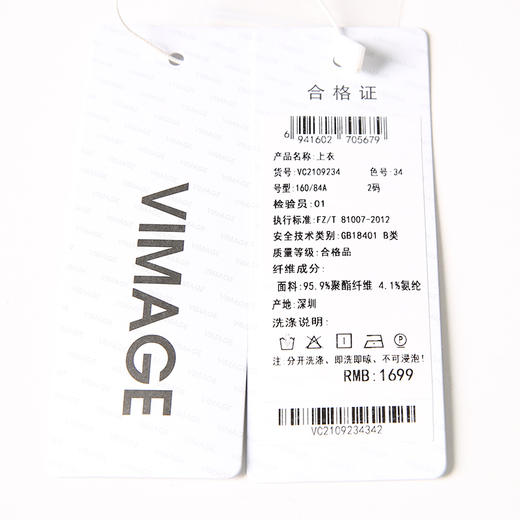 VIMAGE
合格证
6 941602 705679
产品名称:上衣
货号:VC2109234 色号:34
号型:160/84A 2码
检验员:01
执行标准:FZ/T 81007-2012
安全技术类别:GB18401 B类
质量等级:合格品
纤维成分:
面料:95.9%聚酯纤维 4.1%氨纶
产地:深圳
洗涤说明:
注 分开洗涤、即洗即晾、不可浸泡!
RMB:1699
VC2109234342